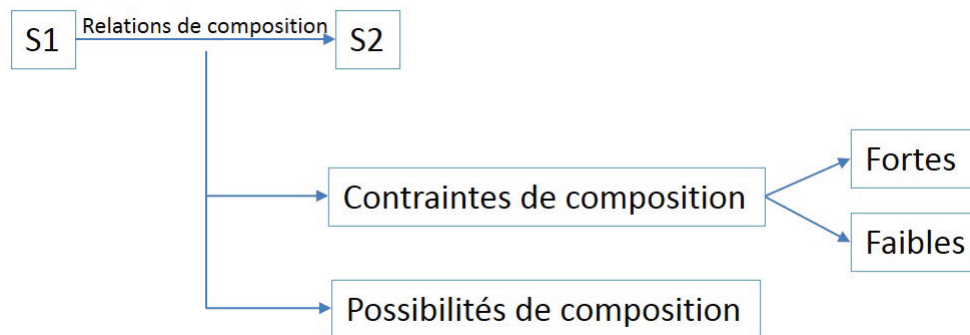 S1
Relations de composition
S2
Fortes
Contraintes de composition
Faibles
Possibilités de composition